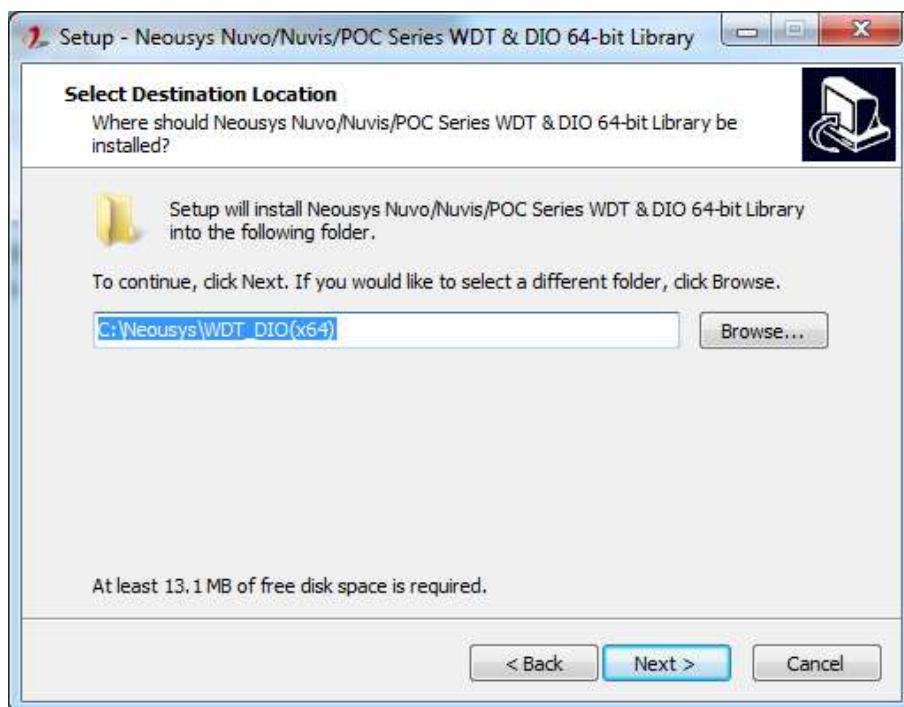 Setup - Neousys Nuvo/Nuvis/POC Series WDT & DIO 64-bit Library
Select Destination Location
Where should Neousys Nuvo/Nuvis/POC Series WDT & DIO 64-bit Library be
installed?
Setup will install Neousys Nuvo/Nuvis/POC Series WDT & DIO 64-bit Library
into the following folder.
To continue, click Next. If you would like to select a different folder, click Browse.
C:\Neousys\WDT_DIO(x64)
Browse...
At least 13.1 MB of free disk space is required.
< Back
Next >
Cancel